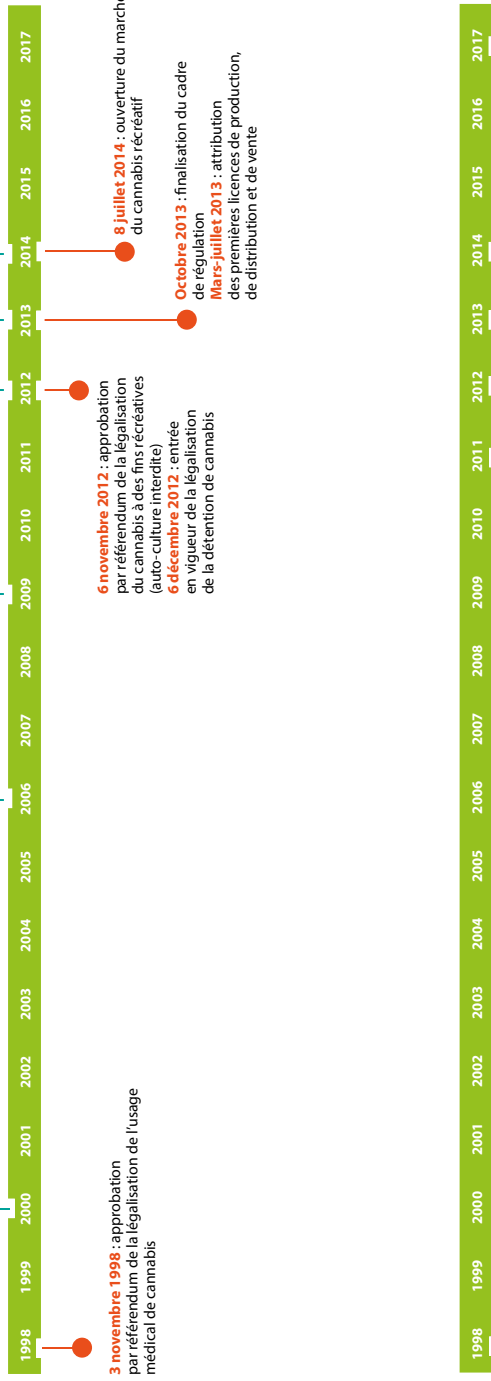 1998 1999 2000 2001 2002 2003 2004 2005 2006 2007 2008 2009 2010 2011 2012 2013 2014 2015 2016 2017
3 novembre 1998 : approbation
par référendum de la légalisation de l'usage
médical de cannabis
6 novembre 2012 : approbation
par référendum de la légalisation
du cannabis à des fins récréatives
(auto-culture interdite)
6 décembre 2012 : entrée
en vigueur de la légalisation
de la détention de cannabis
Octobre 2013 : finalisation du cadre
de régulation
Mars-juillet 2013 : attribution
des premières licences de production,
de distribution et de vente
8 juillet 2014 : ouverture du marché
du cannabis récréatif
1998 1999 2000 2001 2002 2003 2004 2005 2006 2007 2008 2009 2010 2011 2012 2013 2014 2015 2016 2017